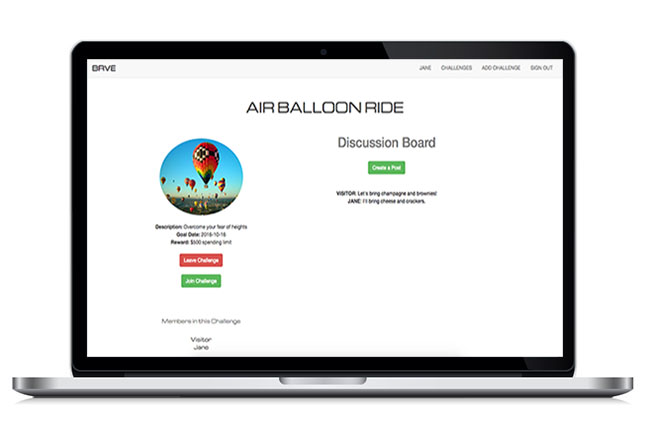 BRVE
JANE CHALLENGES ADD CHALLENGE SIGN OUT
AIR BALLOON RIDE
Discussion Board
Create a Post
VISITOR: Let's bring champagne and brownies!
JANE: I'll bring cheese and crackers.
Description: Overcome your fear of heights
Goal Date: 2016-10-16
Reward: $500 spending limit
Leave Challenge
Join Challenge
Members in this Challenge
Visitor
Jane